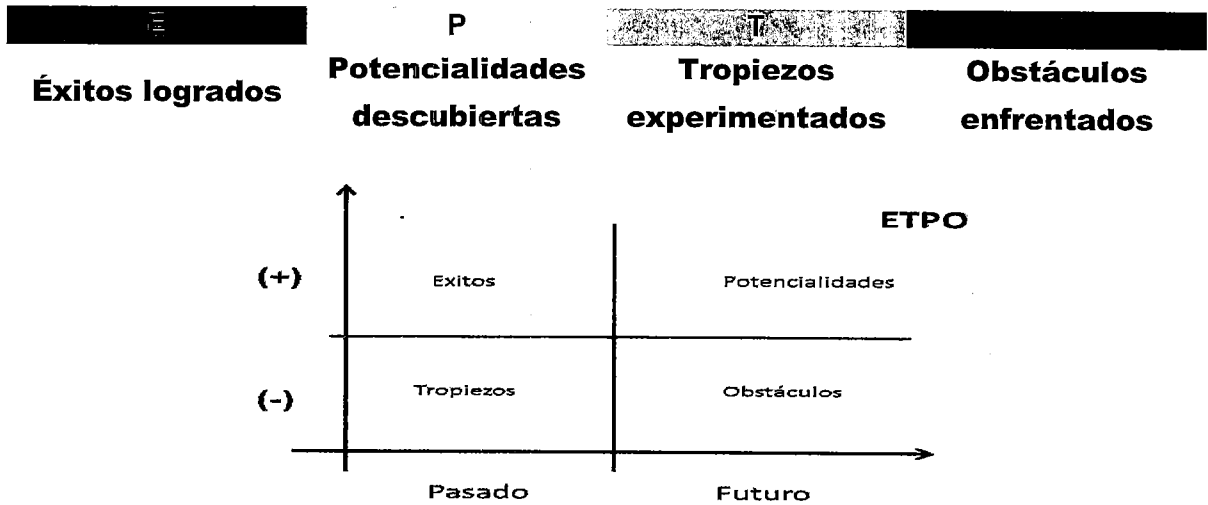 E
P
T
Éxitos logrados
Potencialidades
descubiertas
Tropiezos
experimentados
Obstáculos
enfrentados
ETPO
(+)
Exitos
Potencialidades
(-)
Tropiezos
Obstáculos
Pasado
Futuro